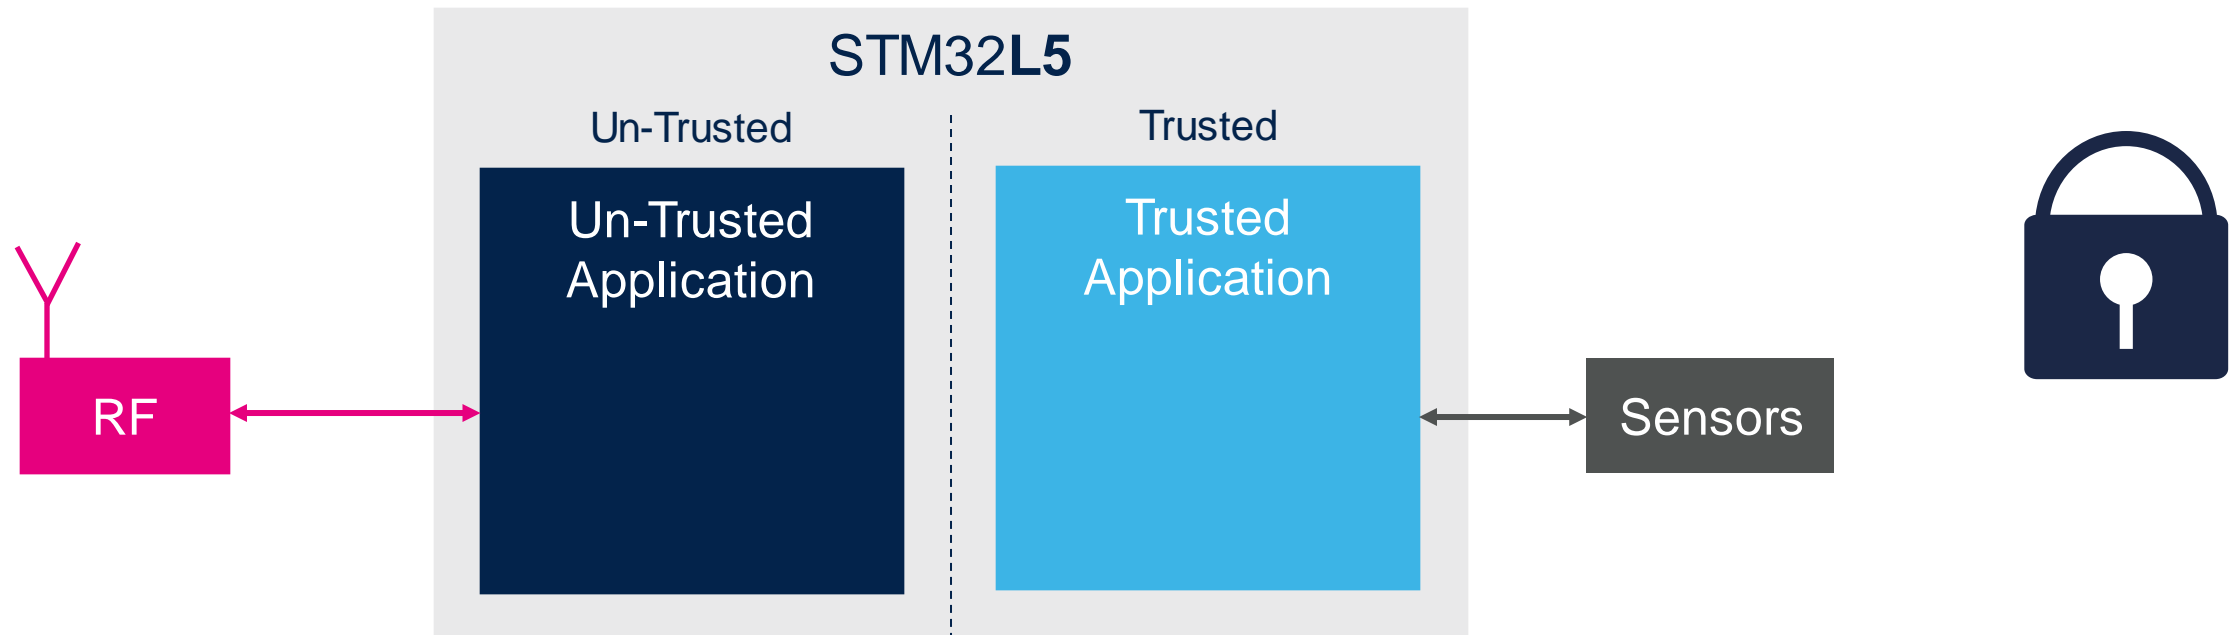 STM32L5
Un-Trusted
Trusted
Un-Trusted
Application
Trusted
Application
RF
Sensors